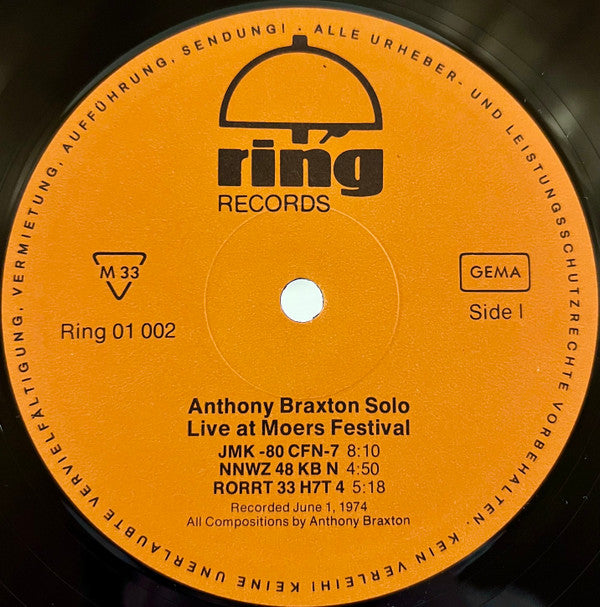 ring
RECORDS
M 33
GEMA
Ring 01 002
Side I
Anthony Braxton Solo
Live at Moers Festival
JMK -80 CFN-7 8:10
NNWZ 48 KB N 4:50
RORRT 33 H7T 4 5:18
Recorded June 1, 1974
All Compositions by Anthony Braxton
ALLE URHEBER- UND LEISTUNGSSCHUTZRECHTE VORBEHALTEN. KEIN VERLEIH! KEINE UNERLAUBTE VERVIELFÄLTIGUNG, VERMIETUNG, AUFFÜHRUNG, SENDUNG! -